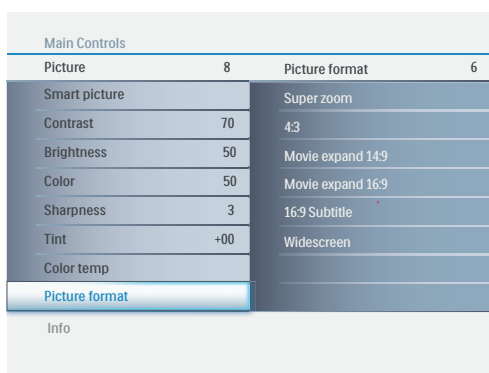 Main Controls
Picture 8
Smart picture
Contrast 70
Brightness 50
Color 50
Sharpness 3
Tint +00
Color temp
Picture format
Info
Picture format 6
Super zoom
4:3
Movie expand 14:9
Movie expand 16:9
16:9 Subtitle
Widescreen